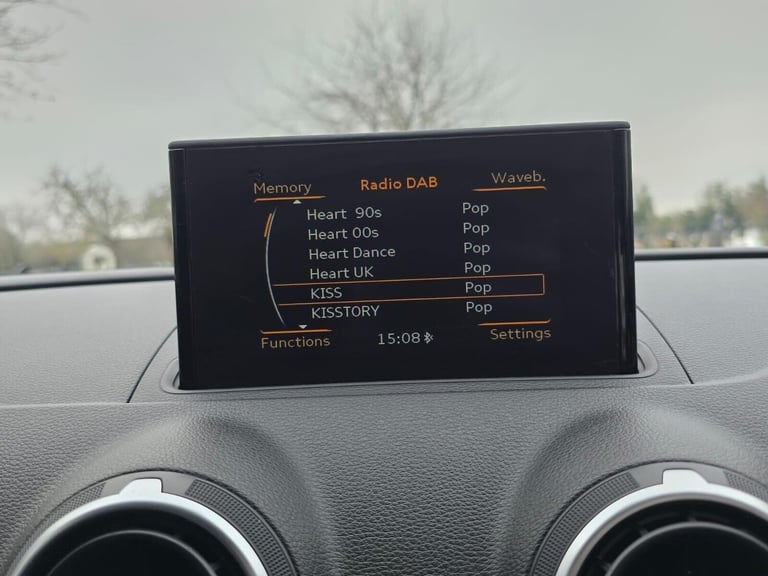 Memory Radio DAB Waveb.
Heart 90s Pop
Heart 00s Pop
Heart Dance Pop
Heart UK Pop
KISS Pop
KISSTORY Pop
Functions 15:08 Settings